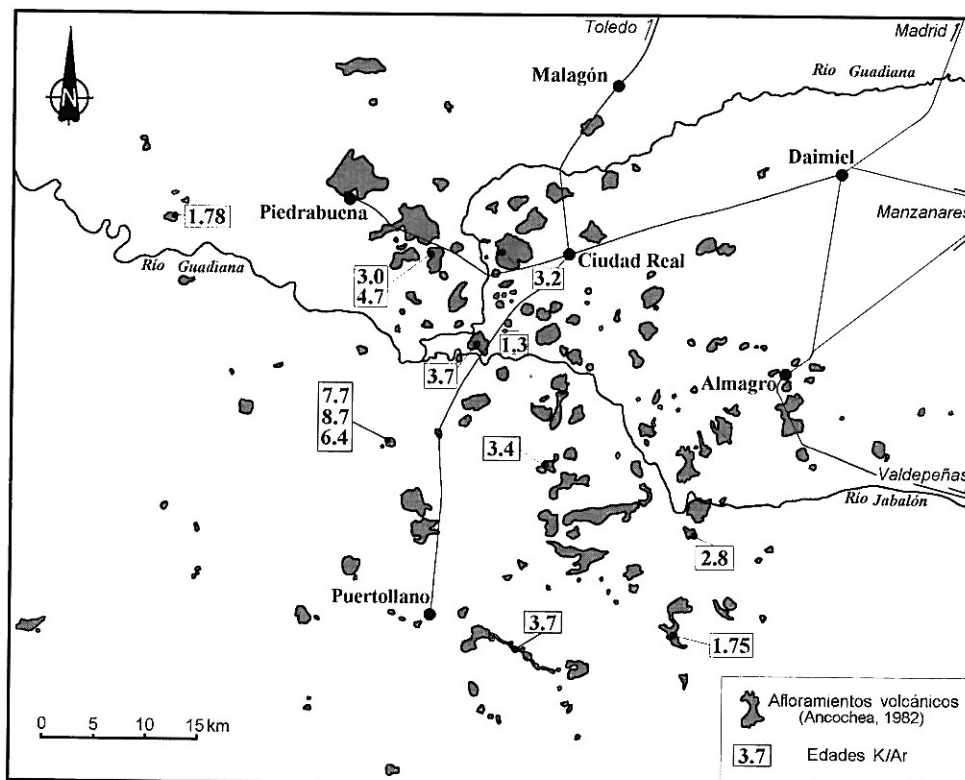 Toledo
Madrid
Malagón
Río Guadiana
N
Daimiel
Piedrabuena
1.78
Manzanares
Río Guadiana
Ciudad Real
3.0
4.7
3.2
1.3
3.7
Almagro
7.7
8.7
6.4
3.4
Valdepeñas
Río Jabalón
2.8
Puertollano
3.7
1.75
Afloramientos volcánicos
(Ancochea, 1982)
0 5 10 15 km
3.7 Edades K/Ar